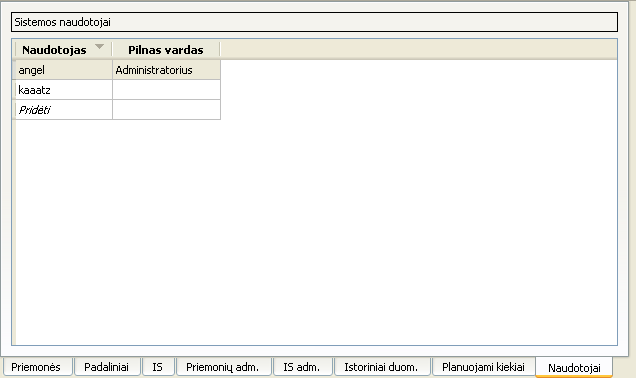 Sistemos naudotojai
Naudotojas Pilnas vardas
angel Administratorius
kaaatz
Pridėti
Priemonės Padaliniai IS Priemonių adm. IS adm. Istoriniai duom. Planuojami kiekiai Naudotojai